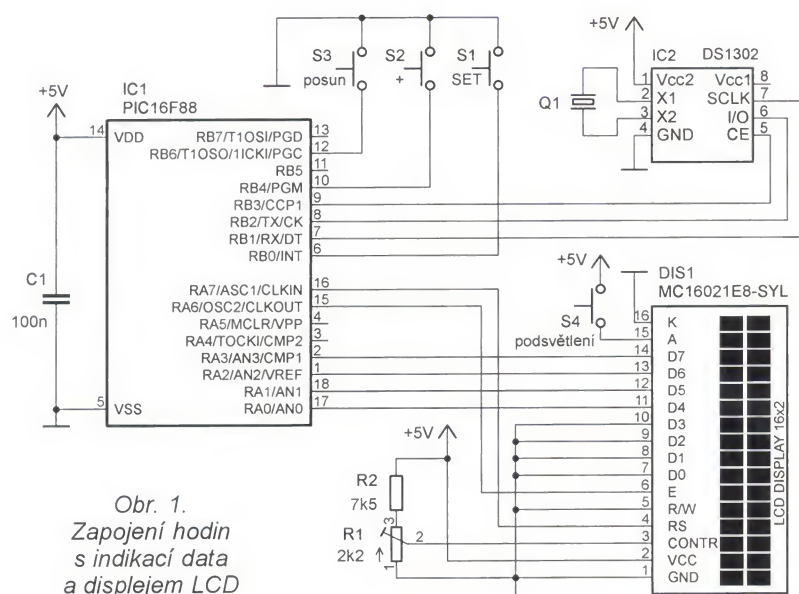 +5V
S3
S2
S1
posun
+
SET
+5V
IC2
DS1302
1
Vcc2
Vcc1
8
2
X1
SCLK
7
3
X2
I/O
6
4
GND
CE
5
Q1
+5V
IC1
PIC16F88
14
VDD
RB7/T1OSI/PGD
13
RB6/T1OSO/1ICKI/PGC
12
RB5
11
RB4/PGM
10
RB3/CCP1
9
RB2/TX/CK
8
RB1/RX/DT
7
RB0/INT
6
RA7/ASC1/CLKIN
16
RA6/OSC2/CLKOUT
15
RA5/MCLR/VPP
4
RA4/TOCKI/CMP2
3
RA3/AN3/CMP1
2
RA2/AN2/VREF
1
RA1/AN1
18
RA0/AN0
17
5
VSS
C1
100n
+5V
S4
podsvětlení
DIS1
MC16021E8-SYL
16
K
15
A
14
D7
13
D6
12
D5
11
D4
10
D3
9
D2
8
D1
7
D0
6
E
5
R/W
4
RS
3
CONTR
2
VCC
1
GND
LCD DISPLAY 16x2
+5V
R2
7k5
R1
2k2
3
2
1
Obr. 1.
Zapojení hodin
s indikací data
a displejem LCD